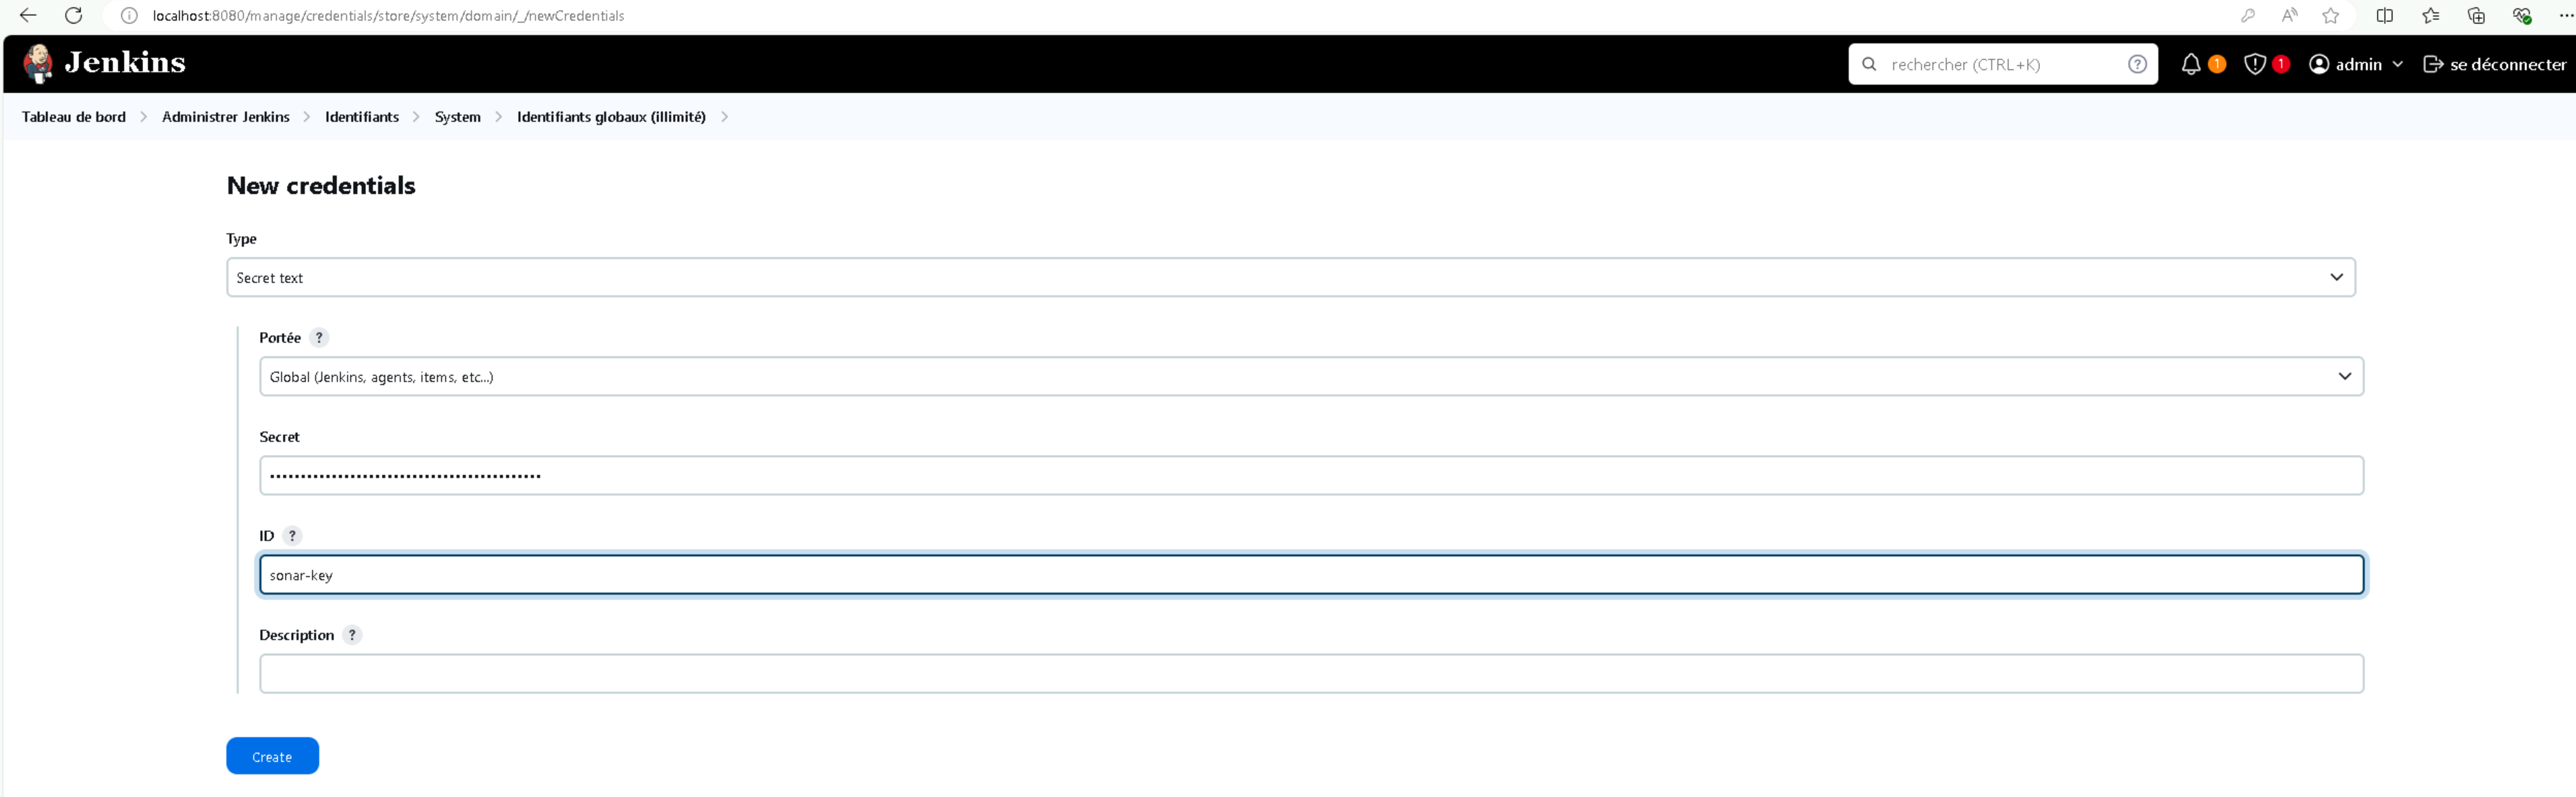 localhost:8080/manage/credentials/store/system/domain/_/newCredentials
Jenkins
rechercher (CTRL+K)
?
1
1
admin
se déconnecter
Tableau de bord > Administrer Jenkins > Identifiants > System > Identifiants globaux (illimité) >
New credentials
Type
Secret text
Portée ?
Global (Jenkins, agents, items, etc...)
Secret
ID ?
sonar-key
Description ?
Create